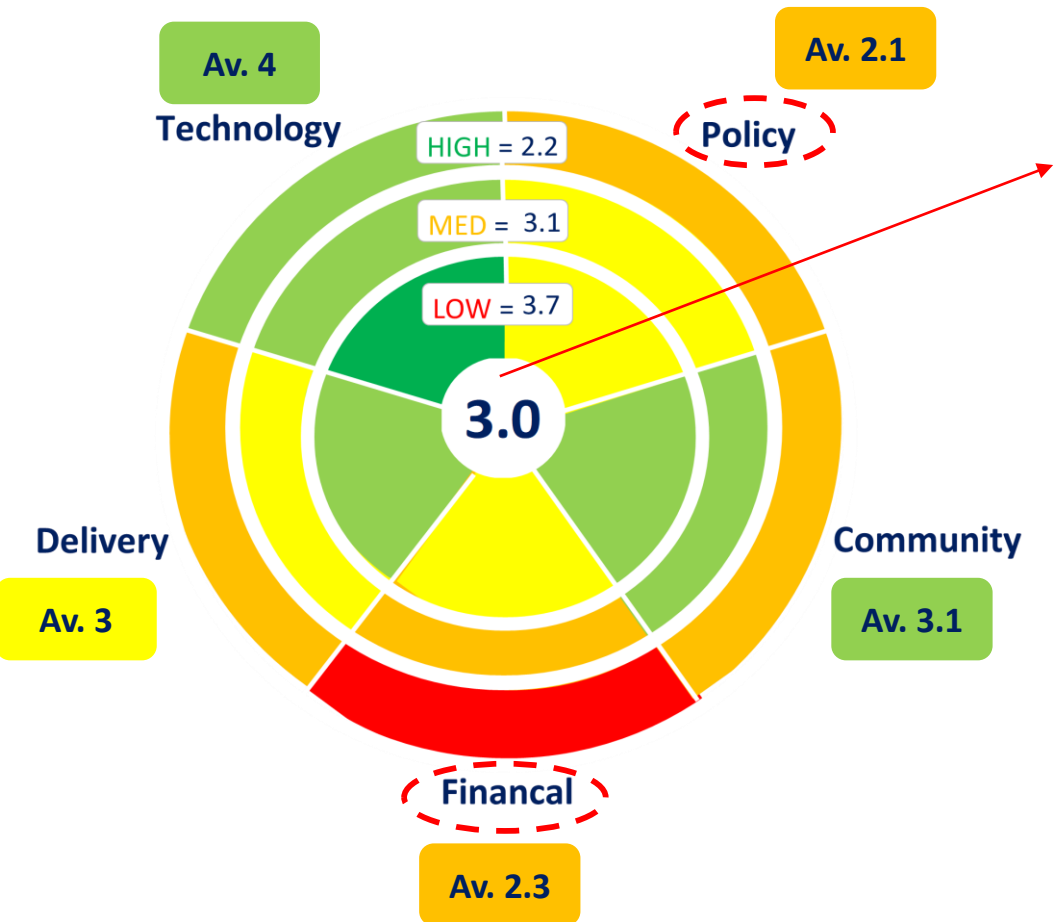 Av. 4
Technology
Av. 2.1
Policy
HIGH = 2.2
MED = 3.1
LOW = 3.7
3.0
Delivery
Av. 3
Community
Av. 3.1
Financal
Av. 2.3